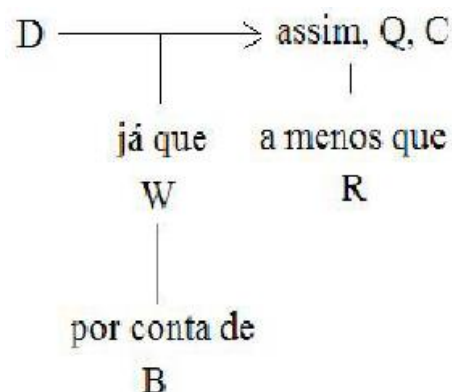 D assim, Q, C
já que a menos que
W R
por conta de
B